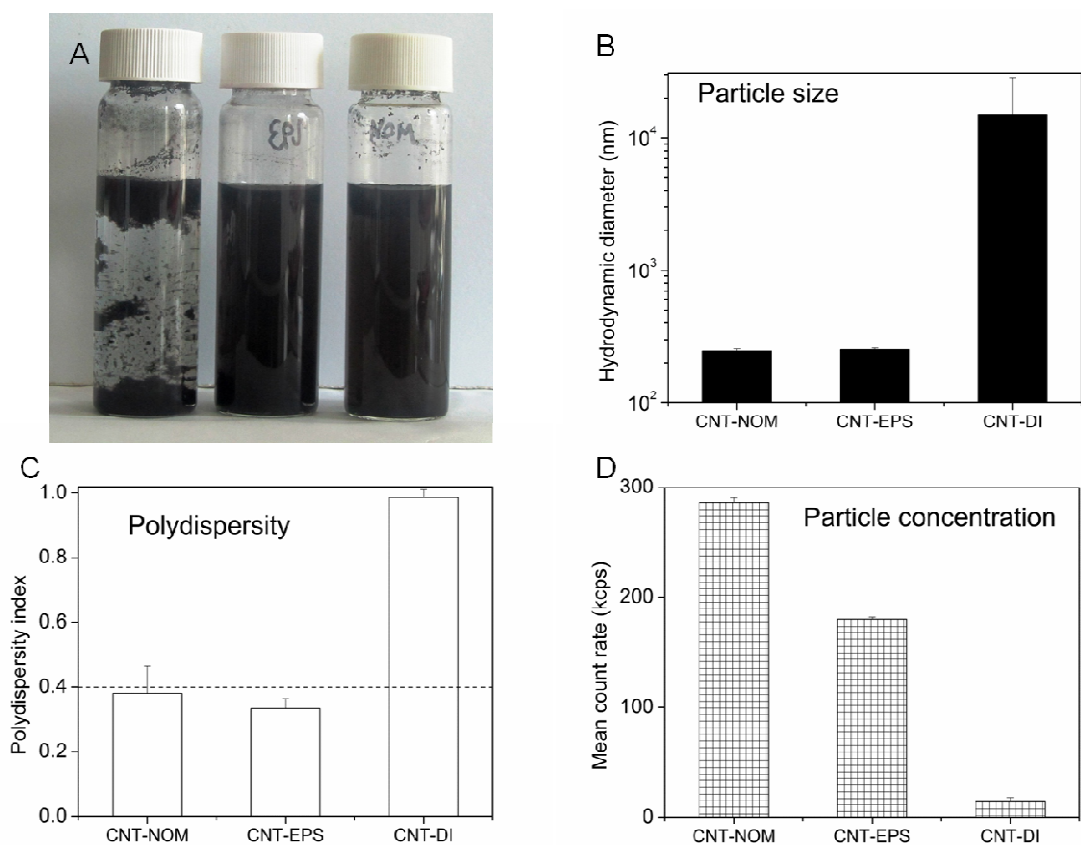 A
EPS
NOM
B
Particle size
Hydrodynamic diameter (nm)
10⁴
10³
10²
CNT-NOM CNT-EPS CNT-DI
C
Polydispersity
Polydispersity index
1.0
0.8
0.6
0.4
0.2
0.0
CNT-NOM CNT-EPS CNT-DI
D
Particle concentration
Mean count rate (kcps)
300
200
100
0
CNT-NOM CNT-EPS CNT-DI